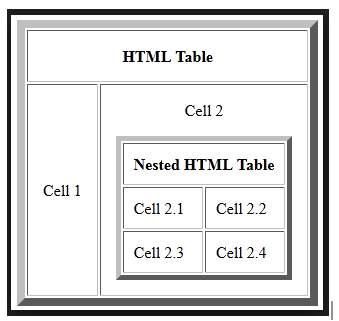 HTML Table
Cell 1
Cell 2
Nested HTML Table
Cell 2.1 Cell 2.2
Cell 2.3 Cell 2.4